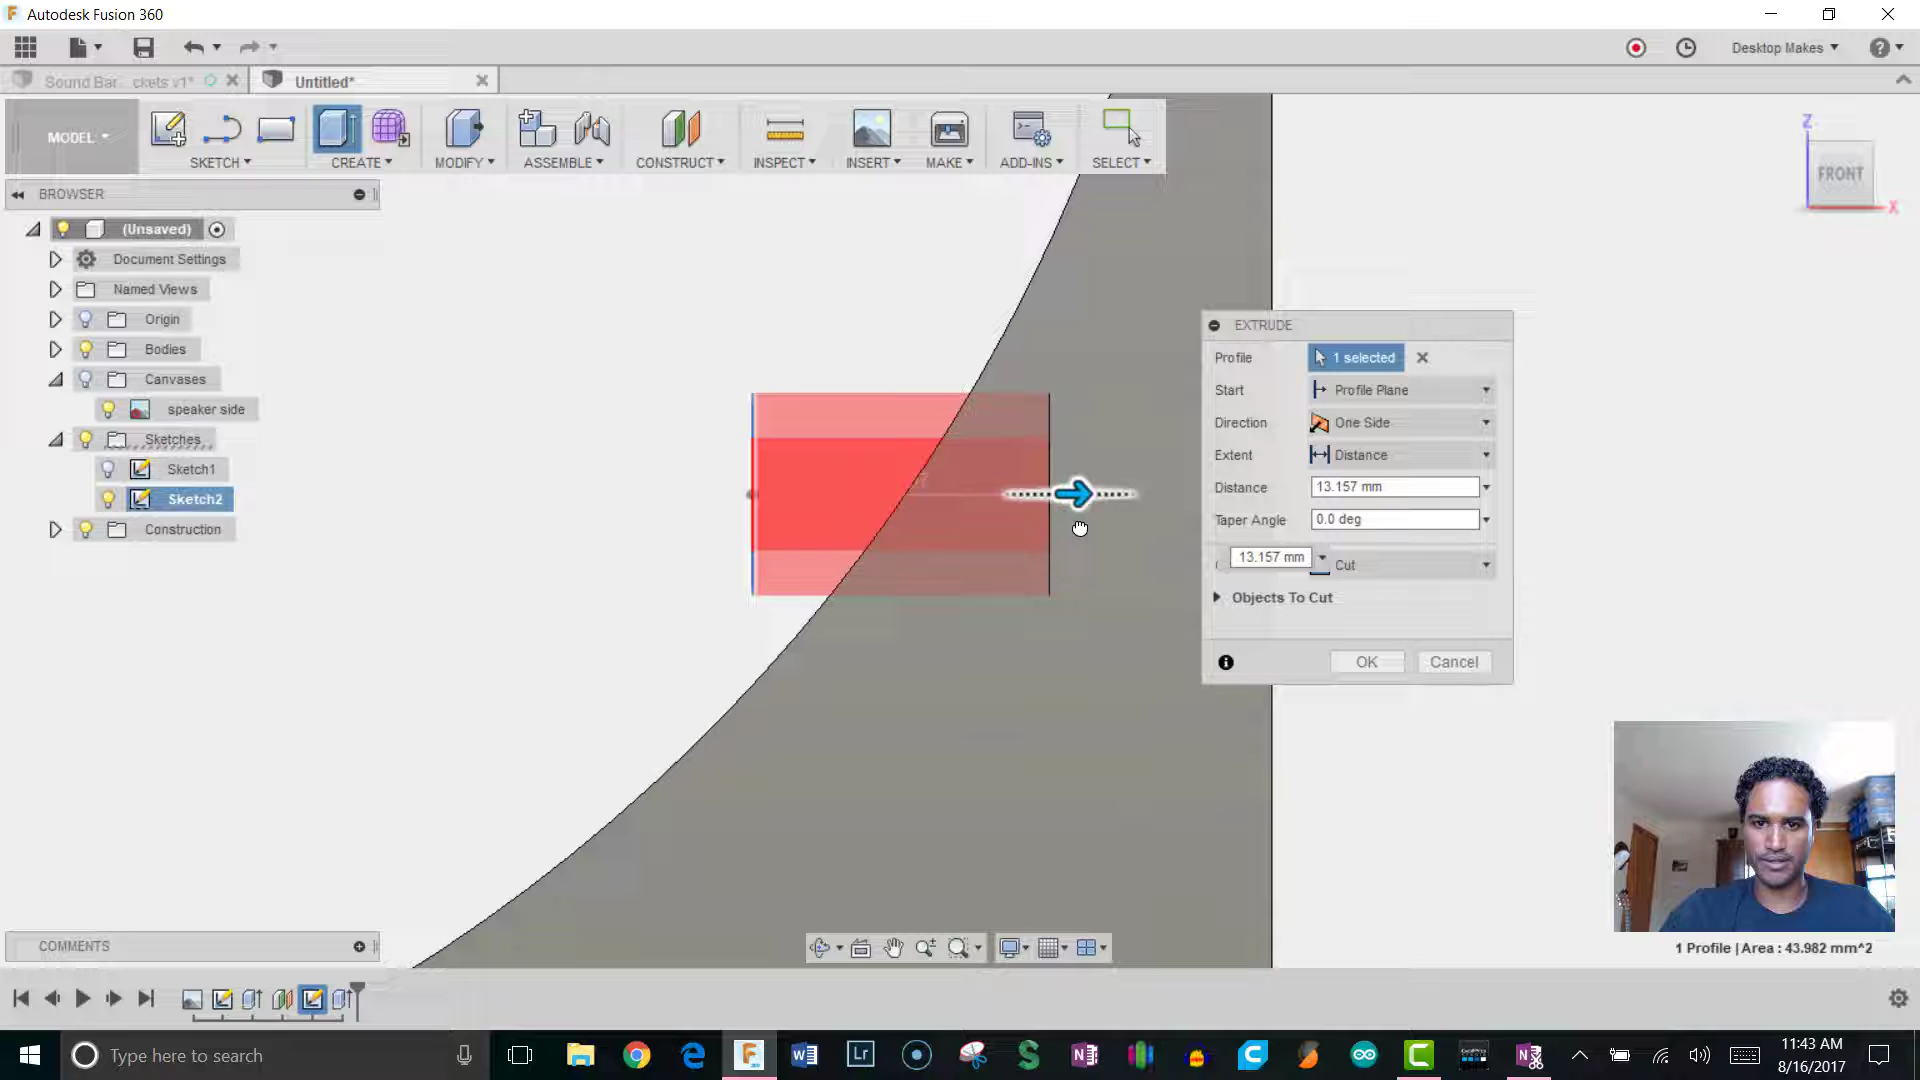 Autodesk Fusion 360
Desktop Makes
Sound Bar... ckets v1*
Untitled*
MODEL
SKETCH
CREATE
MODIFY
ASSEMBLE
CONSTRUCT
INSPECT
INSERT
MAKE
ADD-INS
SELECT
BROWSER
(Unsaved)
Document Settings
Named Views
Origin
Bodies
Canvases
speaker side
Sketches
Sketch1
Sketch2
Construction
Z
FRONT
X
EXTRUDE
Profile 1 selected
Start Profile Plane
Direction One Side
Extent Distance
Distance 13.157 mm
Taper Angle 0.0 deg
13.157 mm Cut
Objects To Cut
OK Cancel
1 Profile | Area : 43.982 mm^2
COMMENTS
Type here to search
11:43 AM
8/16/2017